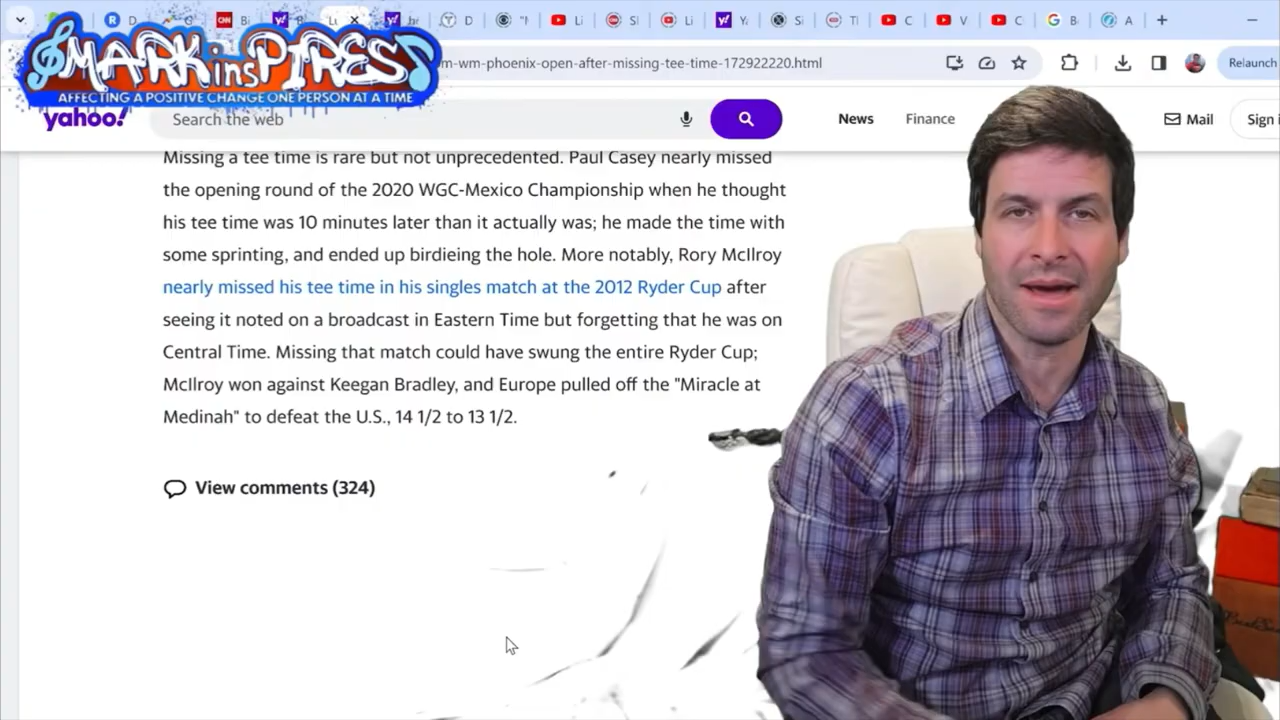 R
CNN
MARK insPIRES
AFFECTING A POSITIVE CHANGE ONE PERSON AT A TIME
m-wm-phoenix-open-after-missing-tee-time-172922220.html
Relaunch
yahoo!
Search the web
News
Finance
Mail
Sign i
Missing a tee time is rare but not unprecedented. Paul Casey nearly missed
the opening round of the 2020 WGC-Mexico Championship when he thought
his tee time was 10 minutes later than it actually was; he made the time with
some sprinting, and ended up birdieing the hole. More notably, Rory McIlroy
nearly missed his tee time in his singles match at the 2012 Ryder Cup after
seeing it noted on a broadcast in Eastern Time but forgetting that he was on
Central Time. Missing that match could have swung the entire Ryder Cup;
McIlroy won against Keegan Bradley, and Europe pulled off the "Miracle at
Medinah" to defeat the U.S., 14 1/2 to 13 1/2.
View comments (324)